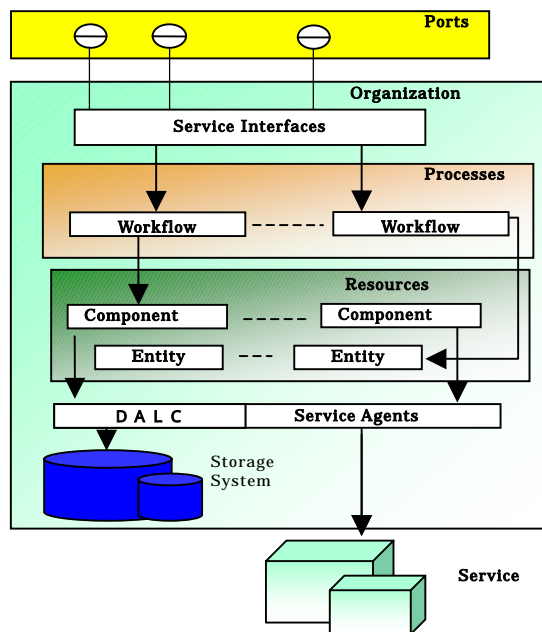 Ports
Organization
Service Interfaces
Processes
Workflow
Workflow
Resources
Component
Component
Entity
Entity
D A L C
Service Agents
Storage
System
Service